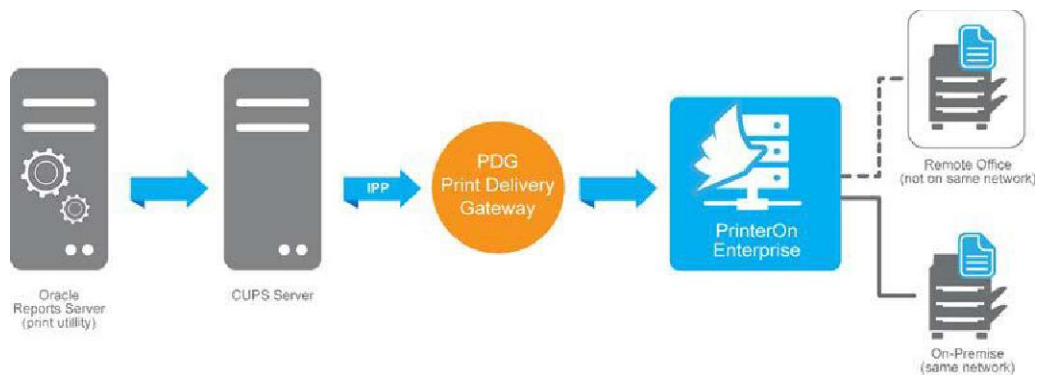 Oracle
Reports Server
(print utillity)
CUPS Server
IPP
PDG
Print Delivery
Gateway
PrinterOn
Enterprise
Remote Office
(not on same network)
On-Premise
(same network)